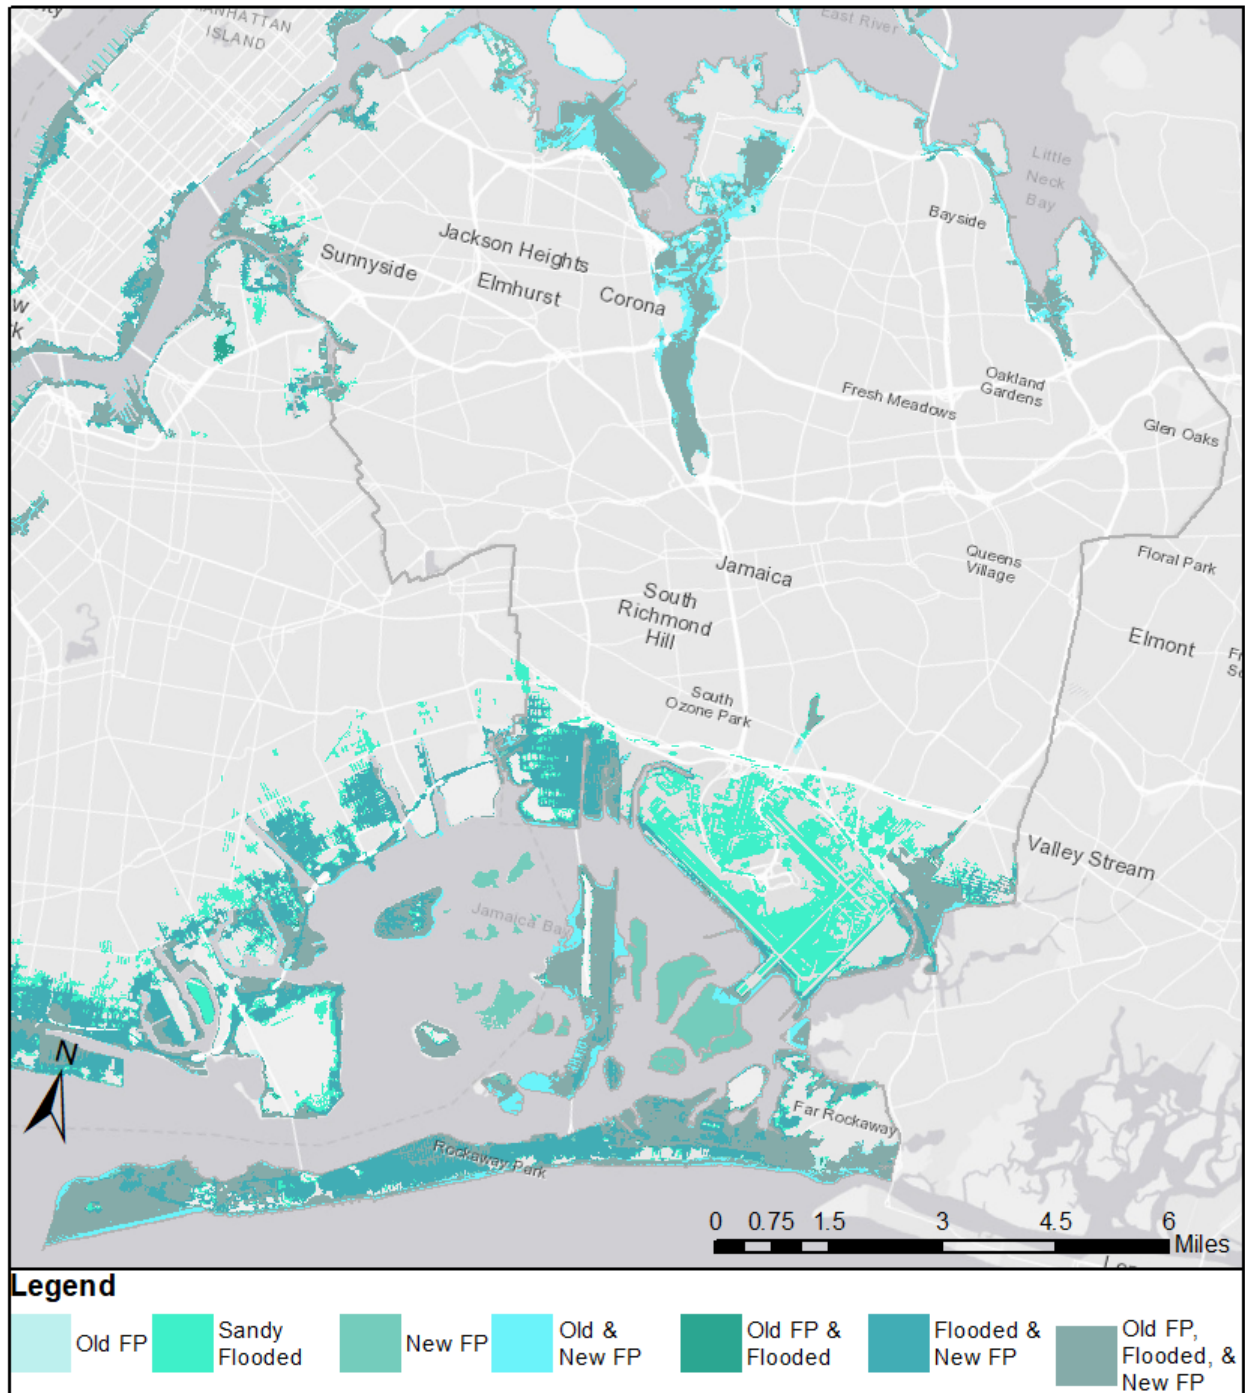 MANHATTAN
ISLAND
East River
Little
Neck
Bay
Bayside
Jackson Heights
Sunnyside
Elmhurst
Corona
w
k
Oakland
Gardens
Fresh Meadows
Glen Oaks
Jamaica
Queens
Village
Floral Park
South
Richmond
Hill
Elmont
South
Ozone Park
Valley Stream
Jamaica Bay
N
Far Rockaway
Rockaway Park
0 0.75 1.5 3 4.5 6
Miles
Legend
Old FP
Sandy
Flooded
New FP
Old &
New FP
Old FP &
Flooded
Flooded &
New FP
Old FP,
Flooded, &
New FP